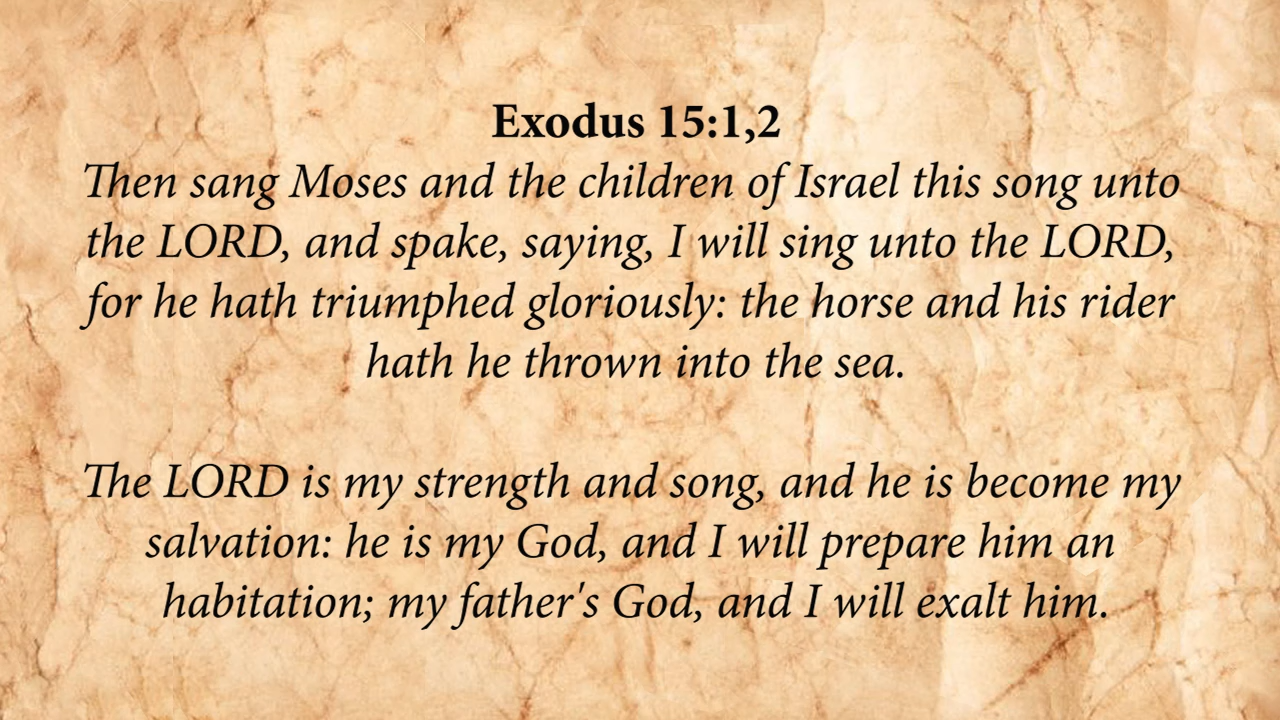 Exodus 15:1,2
Then sang Moses and the children of Israel this song unto
the LORD, and spake, saying, I will sing unto the LORD,
for he hath triumphed gloriously: the horse and his rider
hath he thrown into the sea.
The LORD is my strength and song, and he is become my
salvation: he is my God, and I will prepare him an
habitation; my father's God, and I will exalt him.